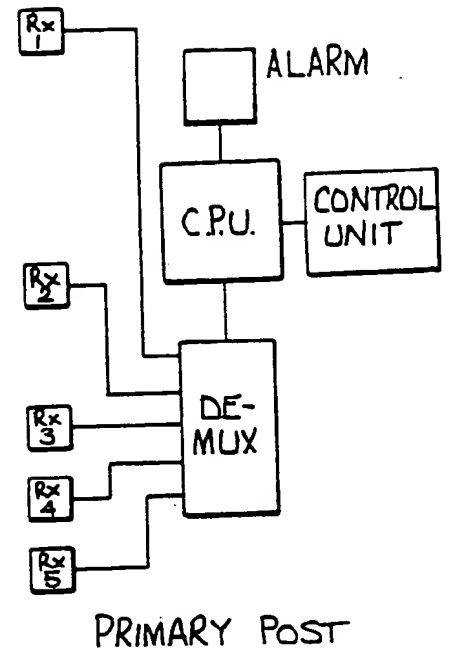 Rx
1
ALARM
C.P.U.
CONTROL
UNIT
Rx
2
DE-
MUX
Rx
3
Rx
4
Rx
5
PRIMARY POST